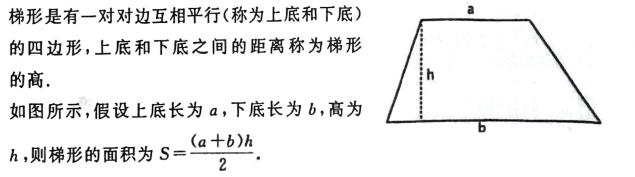 梯形是有一对对边互相平行(称为上底和下底)
的四边形,上底和下底之间的距离称为梯形
的高.
如图所示,假设上底长为 a,下底长为 b,高为
h,则梯形的面积为 S=(a+b)h/2.
a
h
b